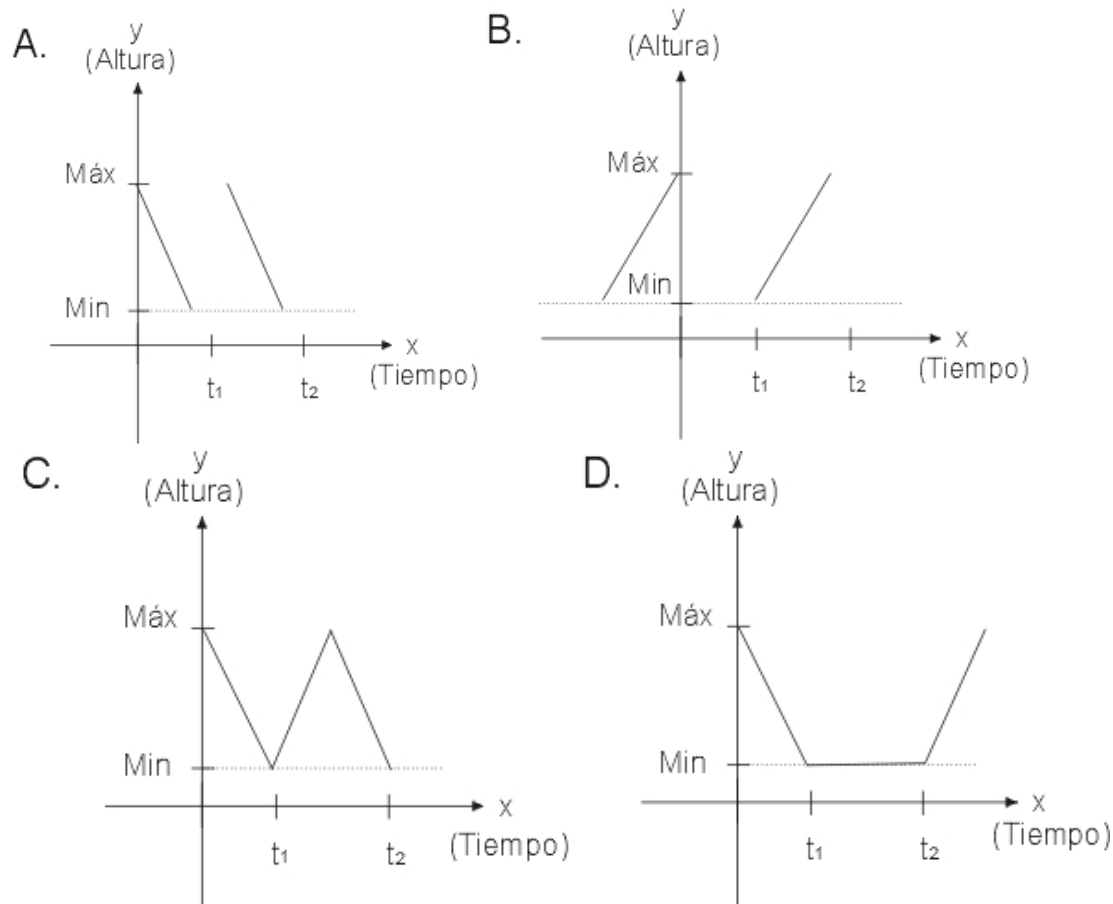 A.
y
(Altura)
Máx
Min
x
(Tiempo)
t₁
t₂
B.
y
(Altura)
Máx
Min
x
(Tiempo)
t₁
t₂
C.
y
(Altura)
Máx
Min
x
(Tiempo)
t₁
t₂
D.
y
(Altura)
Máx
Min
x
(Tiempo)
t₁
t₂